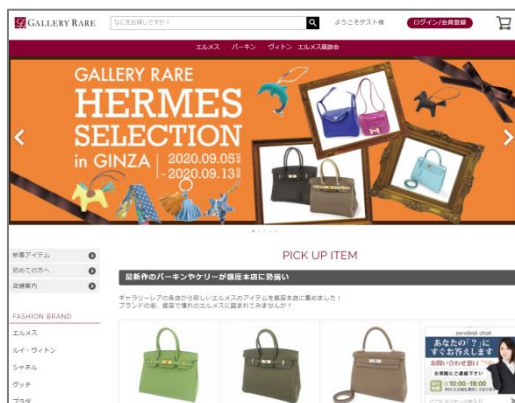 GALLERY RARE
なにをお探しですか？
ようこそゲスト様
ログイン/会員登録
エルメス バーキン ヴィトン エルメス座談会
GALLERY RARE
HERMES
SELECTION
in GINZA
2020.09.05
- 2020.09.13
新着アイテム
初めての方へ
店舗案内
PICK UP ITEM
最新作のバーキンやケリーが銀座本店に勢揃い
ギャラリーレアの各店から珍しいエルメスのアイテムを銀座本店に集めました！
ブランドの街、銀座で憧れのエルメスに囲まれてみませんか？
FASHION BRAND
エルメス
ルイ・ヴィトン
シャネル
グッチ
プラダ
zendesk chat
あなたの「？」に
すぐお答えします
お問い合わせ窓口
お気軽にご連絡下さい
10:00-19:00